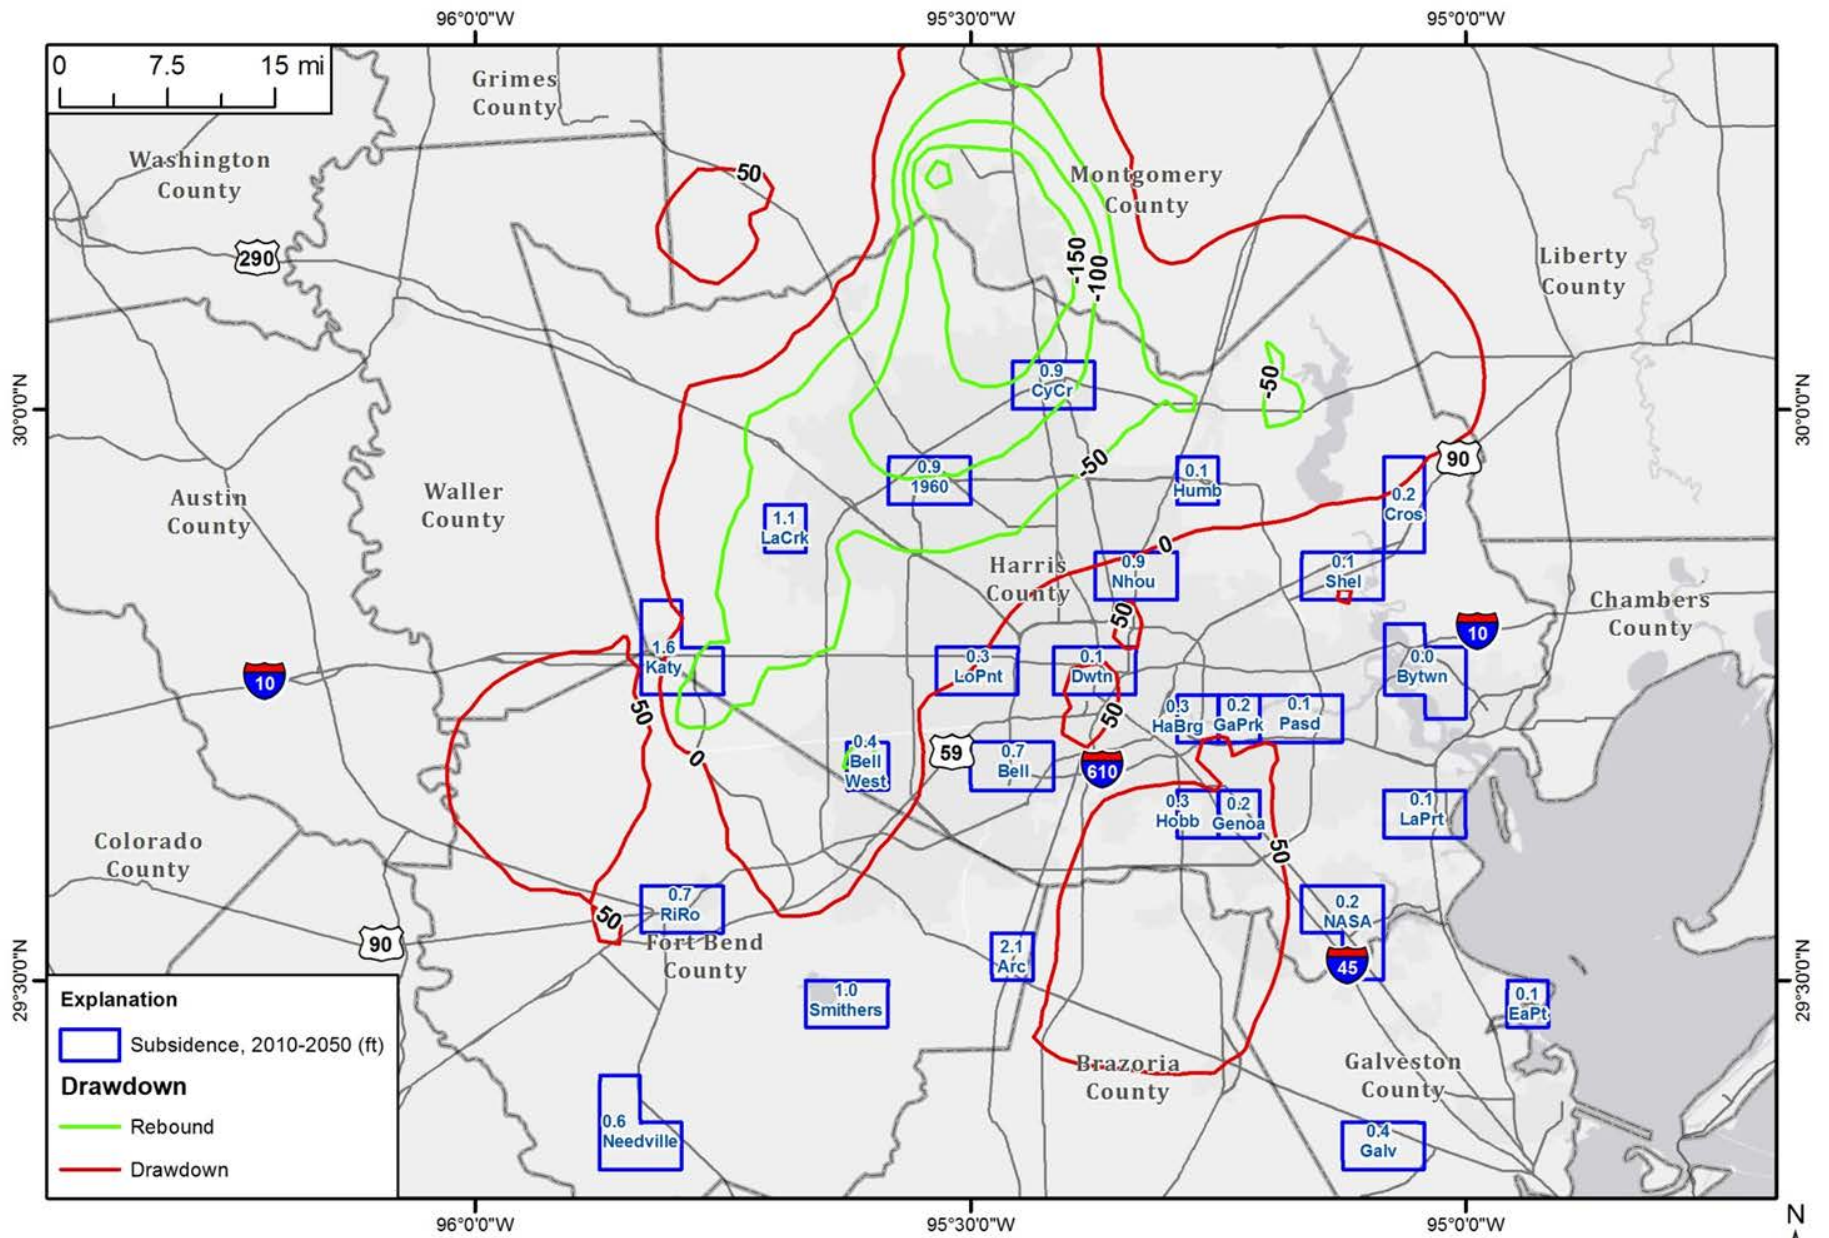 96°0'0"W
95°30'0"W
95°0'0"W
0 7.5 15 mi
Grimes
County
Washington
County
50
Montgomery
County
290
-150
-100
Liberty
County
30°0'0"N
30°0'0"N
0.9
CyCr
-50
-50
90
0.9
1960
0.1
Humb
0.2
Cros
Austin
County
Waller
County
1.1
LaCrk
0
Harris
County
0.9
Nhou
0.1
Shel
Chambers
County
50
10
10
1.6
Katy
0.3
LoPnt
0.1
Dwtn
0.0
Bytwn
50
50
0.3
HaBrg
0.2
GaPrk
0.1
Pasd
0
0.4
Bell
West
59
0.7
Bell
610
0.3
Hobb
0.2
Genoa
0.1
LaPrt
50
Colorado
County
0.7
RiRo
50
0.2
NASA
90
Fort Bend
County
2.1
Arc
45
29°30'0"N
29°30'0"N
1.0
Smithers
0.1
EaPt
Explanation
Subsidence, 2010-2050 (ft)
Drawdown
Rebound
Drawdown
Brazoria
County
Galveston
County
0.6
Needville
0.4
Galv
96°0'0"W
95°30'0"W
95°0'0"W
N